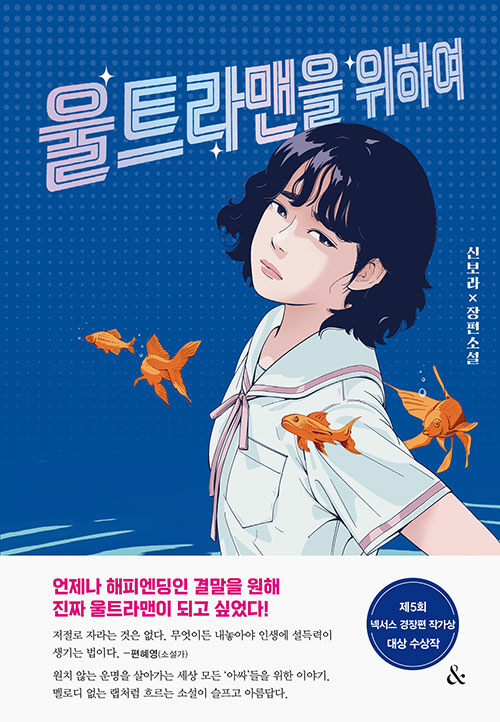 울트라맨을 위하여
신보라×장편소설
언제나 해피엔딩인 결말을 원해
진짜 울트라맨이 되고 싶었다!
저절로 자라는 것은 없다. 무엇이든 내놓아야 인생에 설득력이
생기는 법이다. –편혜영(소설가)
원치 않는 운명을 살아가는 세상 모든 ‘아싸’들을 위한 이야기.
멜로디 없는 랩처럼 흐르는 소설이 슬프고 아름답다.
제5회
넥서스 경장편 작가상
대상 수상작
&